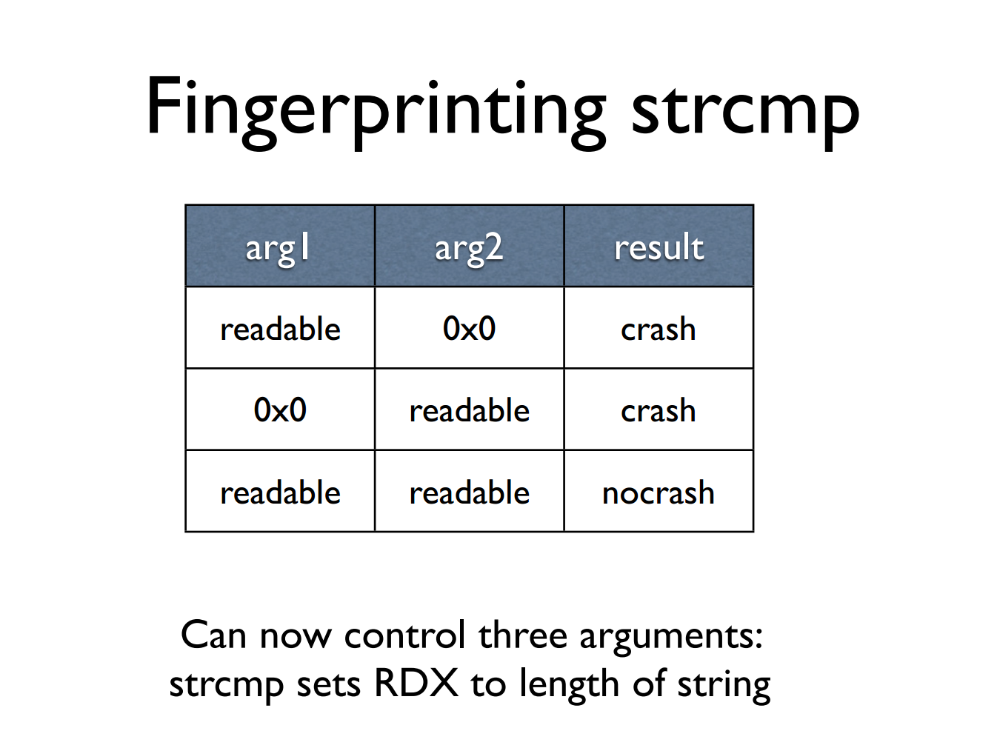 Fingerprinting strcmp
arg1 arg2 result
readable 0x0 crash
0x0 readable crash
readable readable nocrash
Can now control three arguments:
strcmp sets RDX to length of string